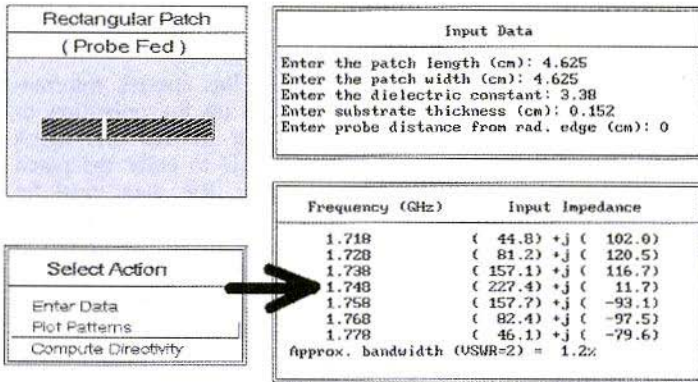 Rectangular Patch
( Probe Fed )
Input Data
Enter the patch length (cm): 4.625
Enter the patch width (cm): 4.625
Enter the dielectric constant: 3.38
Enter substrate thickness (cm): 0.152
Enter probe distance from rad. edge (cm): 0
Frequency (GHz) Input Impedance
1.718 ( 44.8) +j ( 102.0)
1.728 ( 81.2) +j ( 120.5)
1.738 ( 157.1) +j ( 116.7)
1.748 ( 227.4) +j ( 11.7)
1.758 ( 157.7) +j ( -93.1)
1.768 ( 82.4) +j ( -97.5)
1.778 ( 46.1) +j ( -79.6)
Approx. bandwidth (VSWR=2) = 1.2%
Select Action
Enter Data
Plot Patterns
Compute Directivity